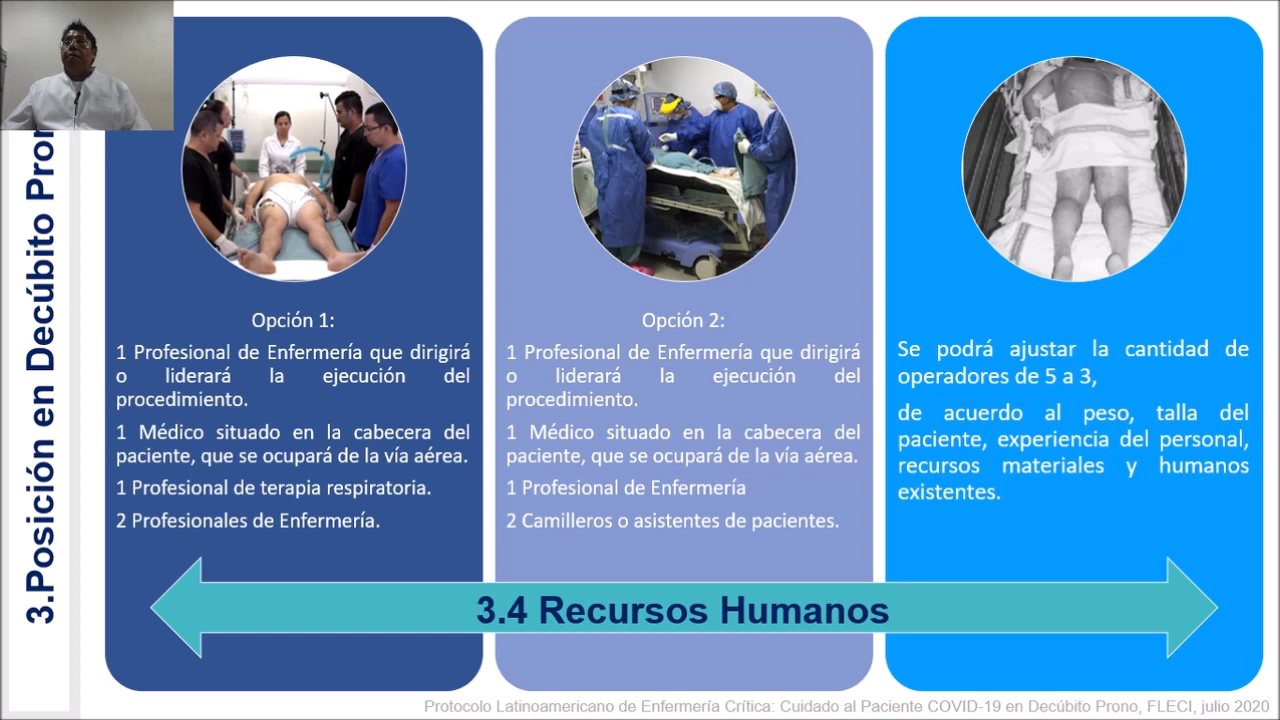 3.Posición en Decúbito Pron
Opción 1:
1 Profesional de Enfermería que dirigirá
o liderará la ejecución del
procedimiento.
1 Médico situado en la cabecera del
paciente, que se ocupará de la vía aérea.
1 Profesional de terapia respiratoria.
2 Profesionales de Enfermería.
Opción 2:
1 Profesional de Enfermería que dirigirá
o liderará la ejecución del
procedimiento.
1 Médico situado en la cabecera del
paciente, que se ocupará de la vía aérea.
1 Profesional de Enfermería
2 Camilleros o asistentes de pacientes.
Se podrá ajustar la cantidad de
operadores de 5 a 3,
de acuerdo al peso, talla del
paciente, experiencia del personal,
recursos materiales y humanos
existentes.
3.4 Recursos Humanos
Protocolo Latinoamericano de Enfermería Crítica: Cuidado al Paciente COVID-19 en Decúbito Prono, FLECI, julio 2020